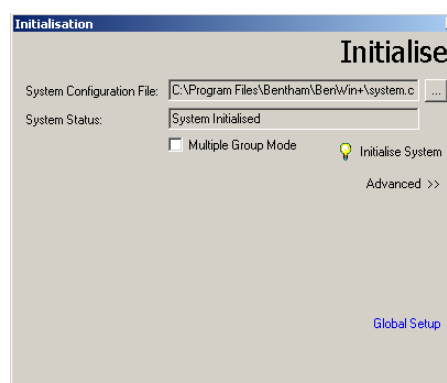 Initialisation
Initialise
System Configuration File: C:\Program Files\Bentham\BenWin+\system.c ...
System Status: System Initialised
Multiple Group Mode
Initialise System
Advanced >>
Global Setup